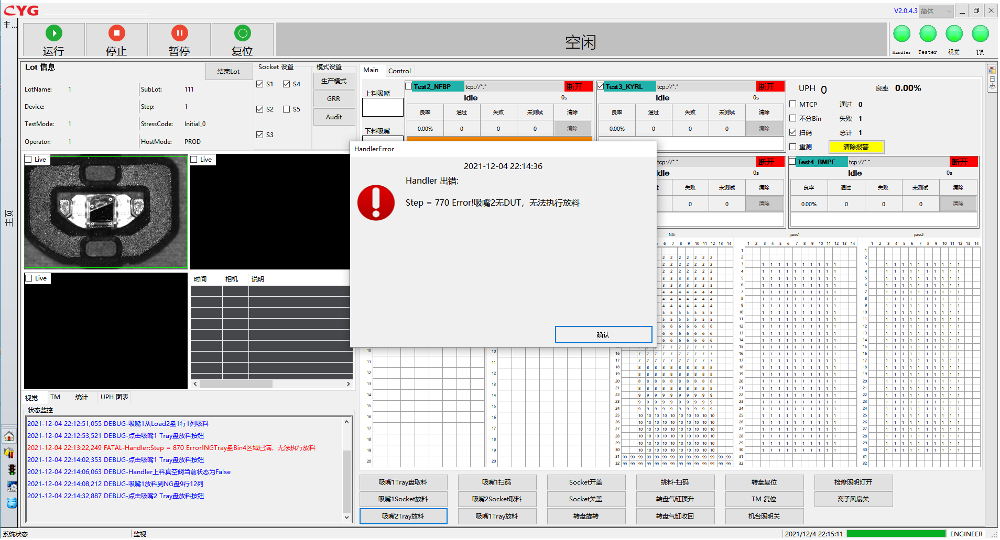 CYG
V2.0.4.3 简体
主...
运行 停止 暂停 复位
空闲
Handler Tester 视觉 TM
Lot 信息
结束Lot
LotName: 1 SubLot: 111
Device: Step: 1
TestMode: 1 StressCode: Initial_0
Operator: 1 HostMode: PROD
Socket 设置
S1 S4
S2 S5
S3
模式设置
生产模式
GRR
Audit
Main Control
上料吸嘴
下料吸嘴
Test2_NFBP tcp://*.* 断开
Idle 0s
良率 通过 失败 未测试 清除
0.00% 0 0 0 清除
Test3_KYRL tcp://*.* 断开
Idle 0s
良率 通过 失败 未测试 清除
0.00% 0 0 0 清除
UPH 0 良率 0.00%
MTCP 通过 0
不分Bin 失败 1
扫码 总计 1
重测 清除报警
日志
主页
tcp://*.* 断开
Idle 0s
失败 未测试 清除
0 0 清除
Test4_BMPF tcp://*.* 断开
Idle 0s
良率 通过 失败 未测试 清除
0.00% 0 0 0 清除
Live
Live
Live
时间 相机 说明
HandlerError
2021-12-04 22:14:36
Handler 出错:
Step = 770 Error!吸嘴2无DUT，无法执行放料
确认
NG pass1 pass2
视觉 TM 统计 UPH 图表
状态监控
2021-12-04 22:12:51,055 DEBUG-吸嘴1从Load2盘1行1列吸料
2021-12-04 22:12:53,521 DEBUG-点击吸嘴1 Tray盘放料按钮
2021-12-04 22:13:22,249 FATAL-Handler:Step = 870 Error!NGTray盘Bin4区域已满，无法执行放料
2021-12-04 22:14:02,353 DEBUG-点击吸嘴1 Tray盘放料按钮
2021-12-04 22:14:06,063 DEBUG-Handler上料真空阀当前状态为False
2021-12-04 22:14:08,212 DEBUG-吸嘴1放料到NG盘9行12列
2021-12-04 22:14:32,887 DEBUG-点击吸嘴2 Tray盘放料按钮
吸嘴1Tray盘取料 吸嘴1扫码 Socket开盖 挑料-扫码 转盘复位 检修照明灯开
吸嘴1Socket放料 吸嘴2Socket取料 Socket关盖 转盘气缸顶升 TM 复位 离子风扇关
吸嘴2Tray放料 吸嘴1Tray放料 转盘旋转 转盘气缸收回 机台照明关
系统状态 监视 2021/12/4 22:15:11 ENGINEER